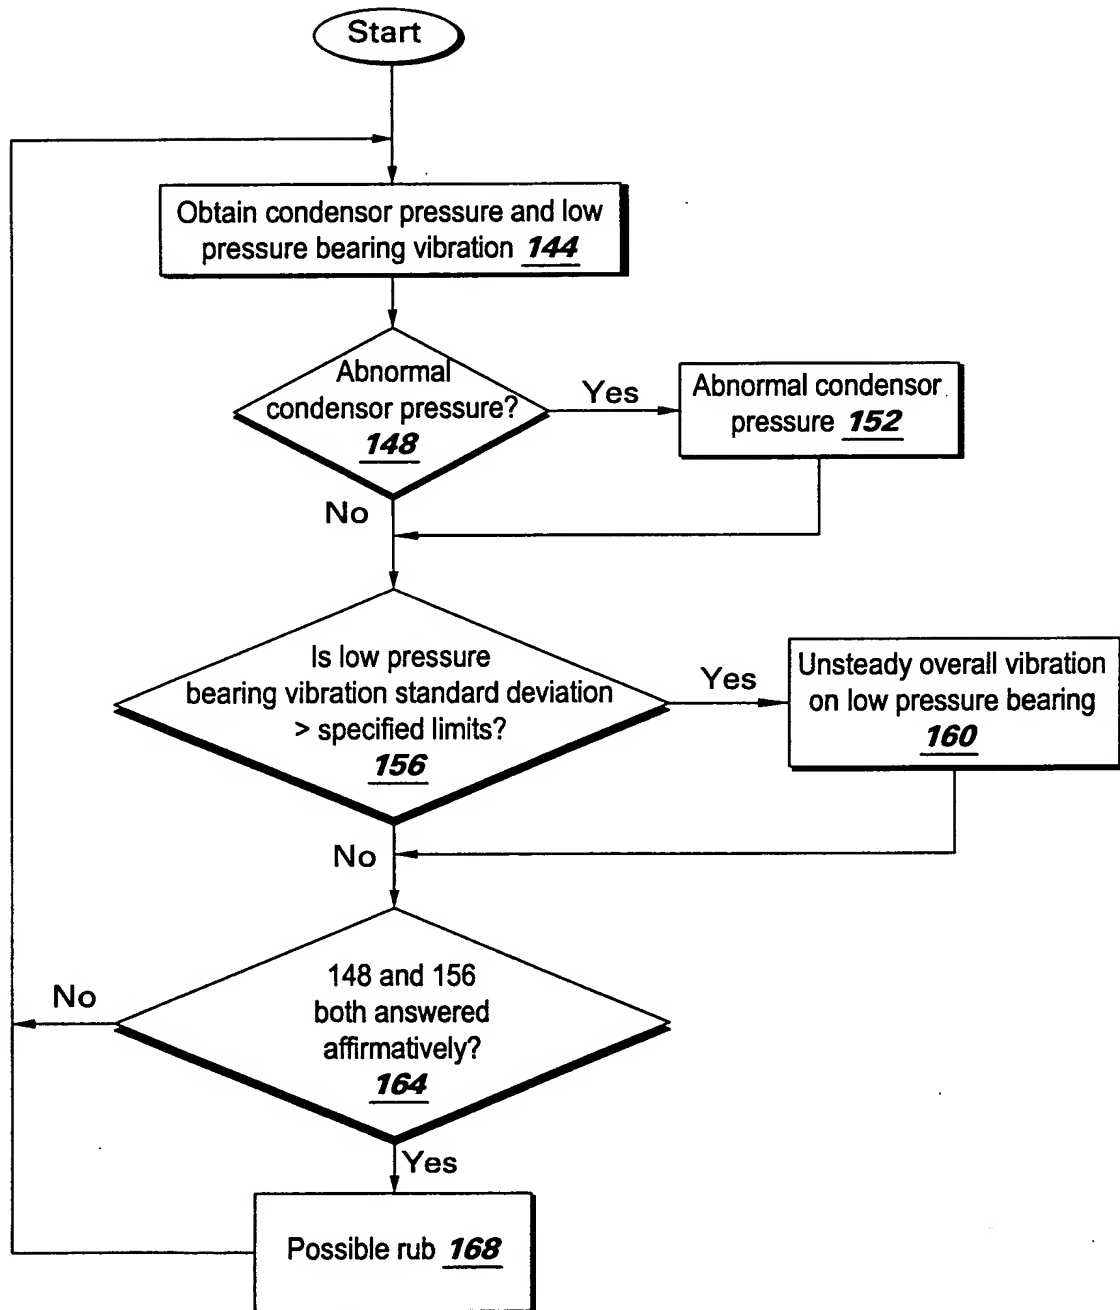 Start
Obtain condensor pressure and low
pressure bearing vibration 144
Abnormal
condensor pressure?
148
Yes
Abnormal condensor
pressure 152
No
Is low pressure
bearing vibration standard deviation
> specified limits?
156
Yes
Unsteady overall vibration
on low pressure bearing
160
No
148 and 156
both answered
affirmatively?
164
No
Yes
Possible rub 168